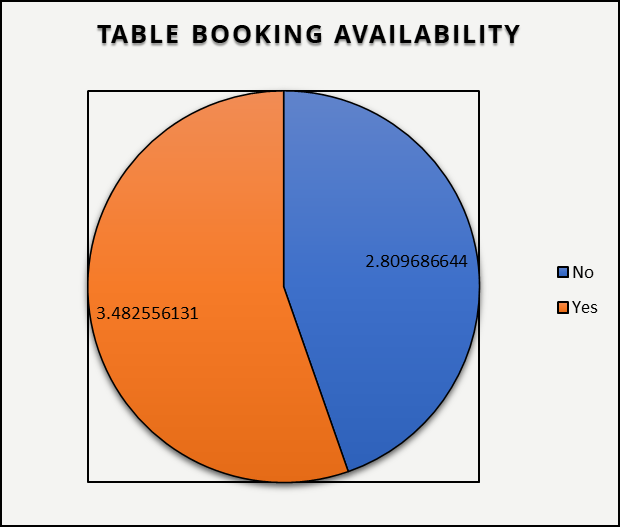 TABLE BOOKING AVAILABILITY
2.809686644
3.482556131
No
Yes